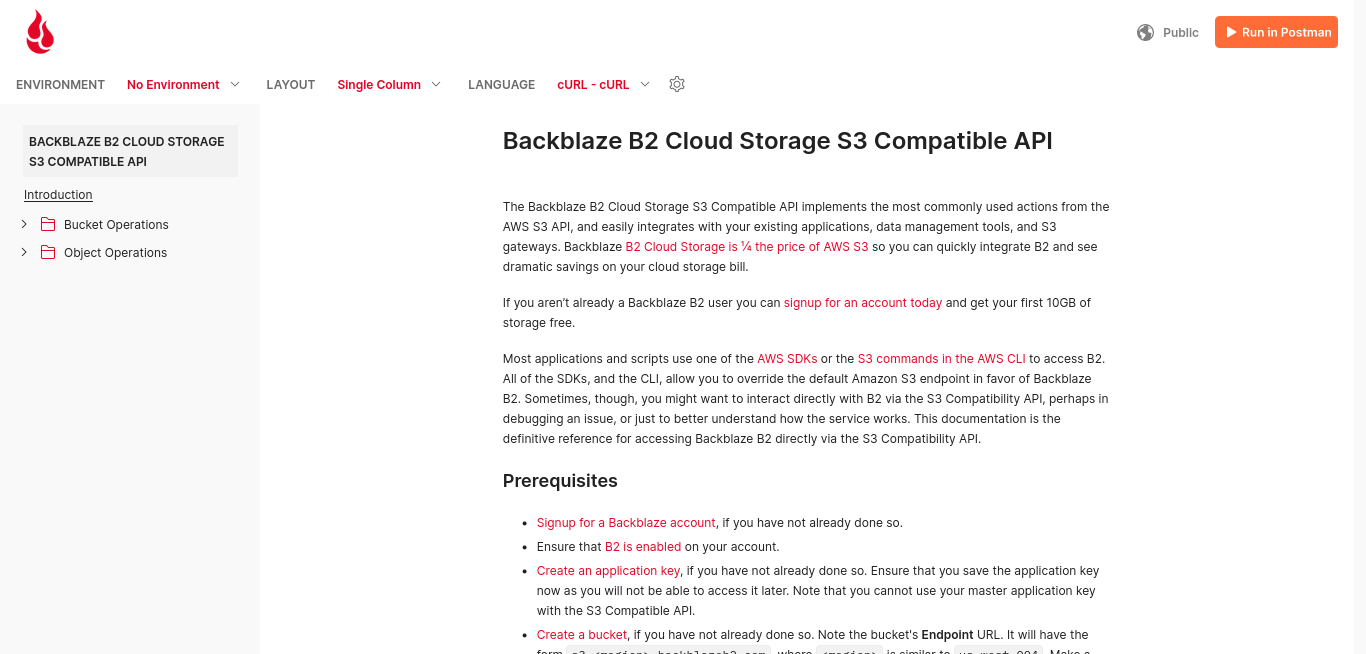 Public
Run in Postman
ENVIRONMENT No Environment LAYOUT Single Column LANGUAGE cURL - cURL
BACKBLAZE B2 CLOUD STORAGE
S3 COMPATIBLE API
Introduction
Bucket Operations
Object Operations
Backblaze B2 Cloud Storage S3 Compatible API
The Backblaze B2 Cloud Storage S3 Compatible API implements the most commonly used actions from the
AWS S3 API, and easily integrates with your existing applications, data management tools, and S3
gateways. Backblaze B2 Cloud Storage is ¼ the price of AWS S3 so you can quickly integrate B2 and see
dramatic savings on your cloud storage bill.
If you aren’t already a Backblaze B2 user you can signup for an account today and get your first 10GB of
storage free.
Most applications and scripts use one of the AWS SDKs or the S3 commands in the AWS CLI to access B2.
All of the SDKs, and the CLI, allow you to override the default Amazon S3 endpoint in favor of Backblaze
B2. Sometimes, though, you might want to interact directly with B2 via the S3 Compatibility API, perhaps in
debugging an issue, or just to better understand how the service works. This documentation is the
definitive reference for accessing Backblaze B2 directly via the S3 Compatibility API.
Prerequisites
• Signup for a Backblaze account, if you have not already done so.
• Ensure that B2 is enabled on your account.
• Create an application key, if you have not already done so. Ensure that you save the application key
now as you will not be able to access it later. Note that you cannot use your master application key
with the S3 Compatible API.
• Create a bucket, if you have not already done so. Note the bucket's Endpoint URL. It will have the
form s3.<region>.backblazeb2.com, where <region> is similar to us-west-004. Make a